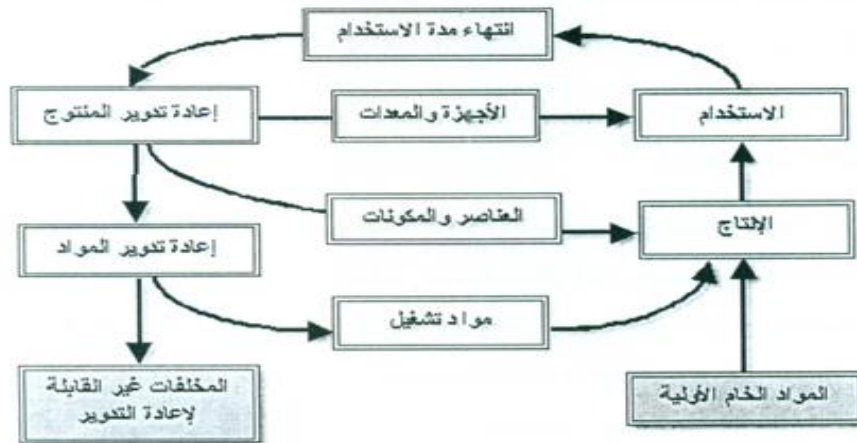 انتهاء مدة الاستخدام
الاستخدام
الأجهزة والمعدات
إعادة تدوير المنتوج
العناصر والمكونات
الإنتاج
إعادة تدوير المواد
مواد تشغيل
المواد الخام الأولية
المخلفات غير القابلة
لإعادة التدوير